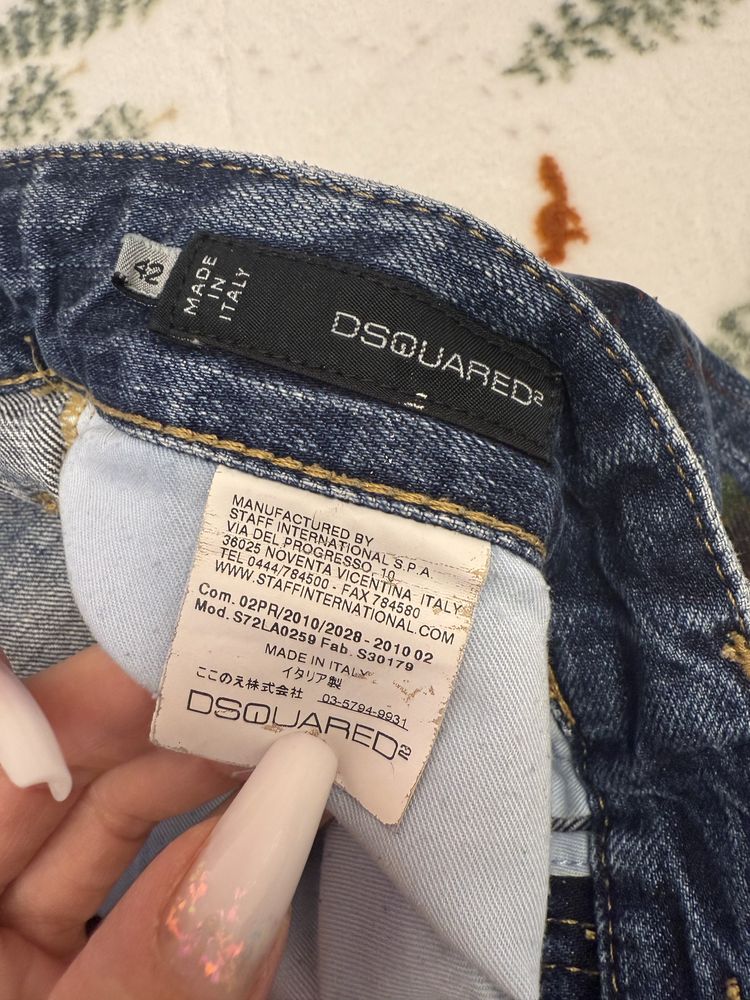 42
MADE
IN
ITALY
DSQUARED2
MANUFACTURED BY
STAFF INTERNATIONAL S.P.A.
VIA DEL PROGRESSO, 10
36025 NOVENTA VICENTINA, ITALY
TEL 0444/784500 - FAX 784580
WWW.STAFFINTERNATIONAL.COM
Com. 02PR/2010/2028 - 2010 02
Mod. S72LA0259 Fab. S30179
MADE IN ITALY
イタリア製
ここのえ株式会社 03-5794-9931
DSQUARED2